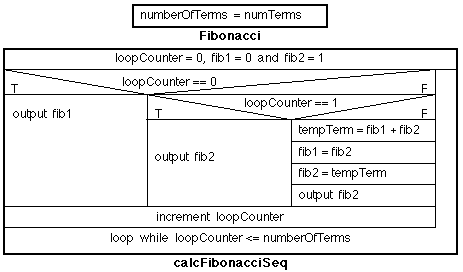 numberOfTerms = numTerms
Fibonacci
loopCounter = 0, fib1 = 0 and fib2 = 1
loopCounter == 0
T
F
output fib1
loopCounter == 1
T
F
output fib2
tempTerm = fib1 + fib2
fib1 = fib2
fib2 = tempTerm
output fib2
increment loopCounter
loop while loopCounter <= numberOfTerms
calcFibonacciSeq